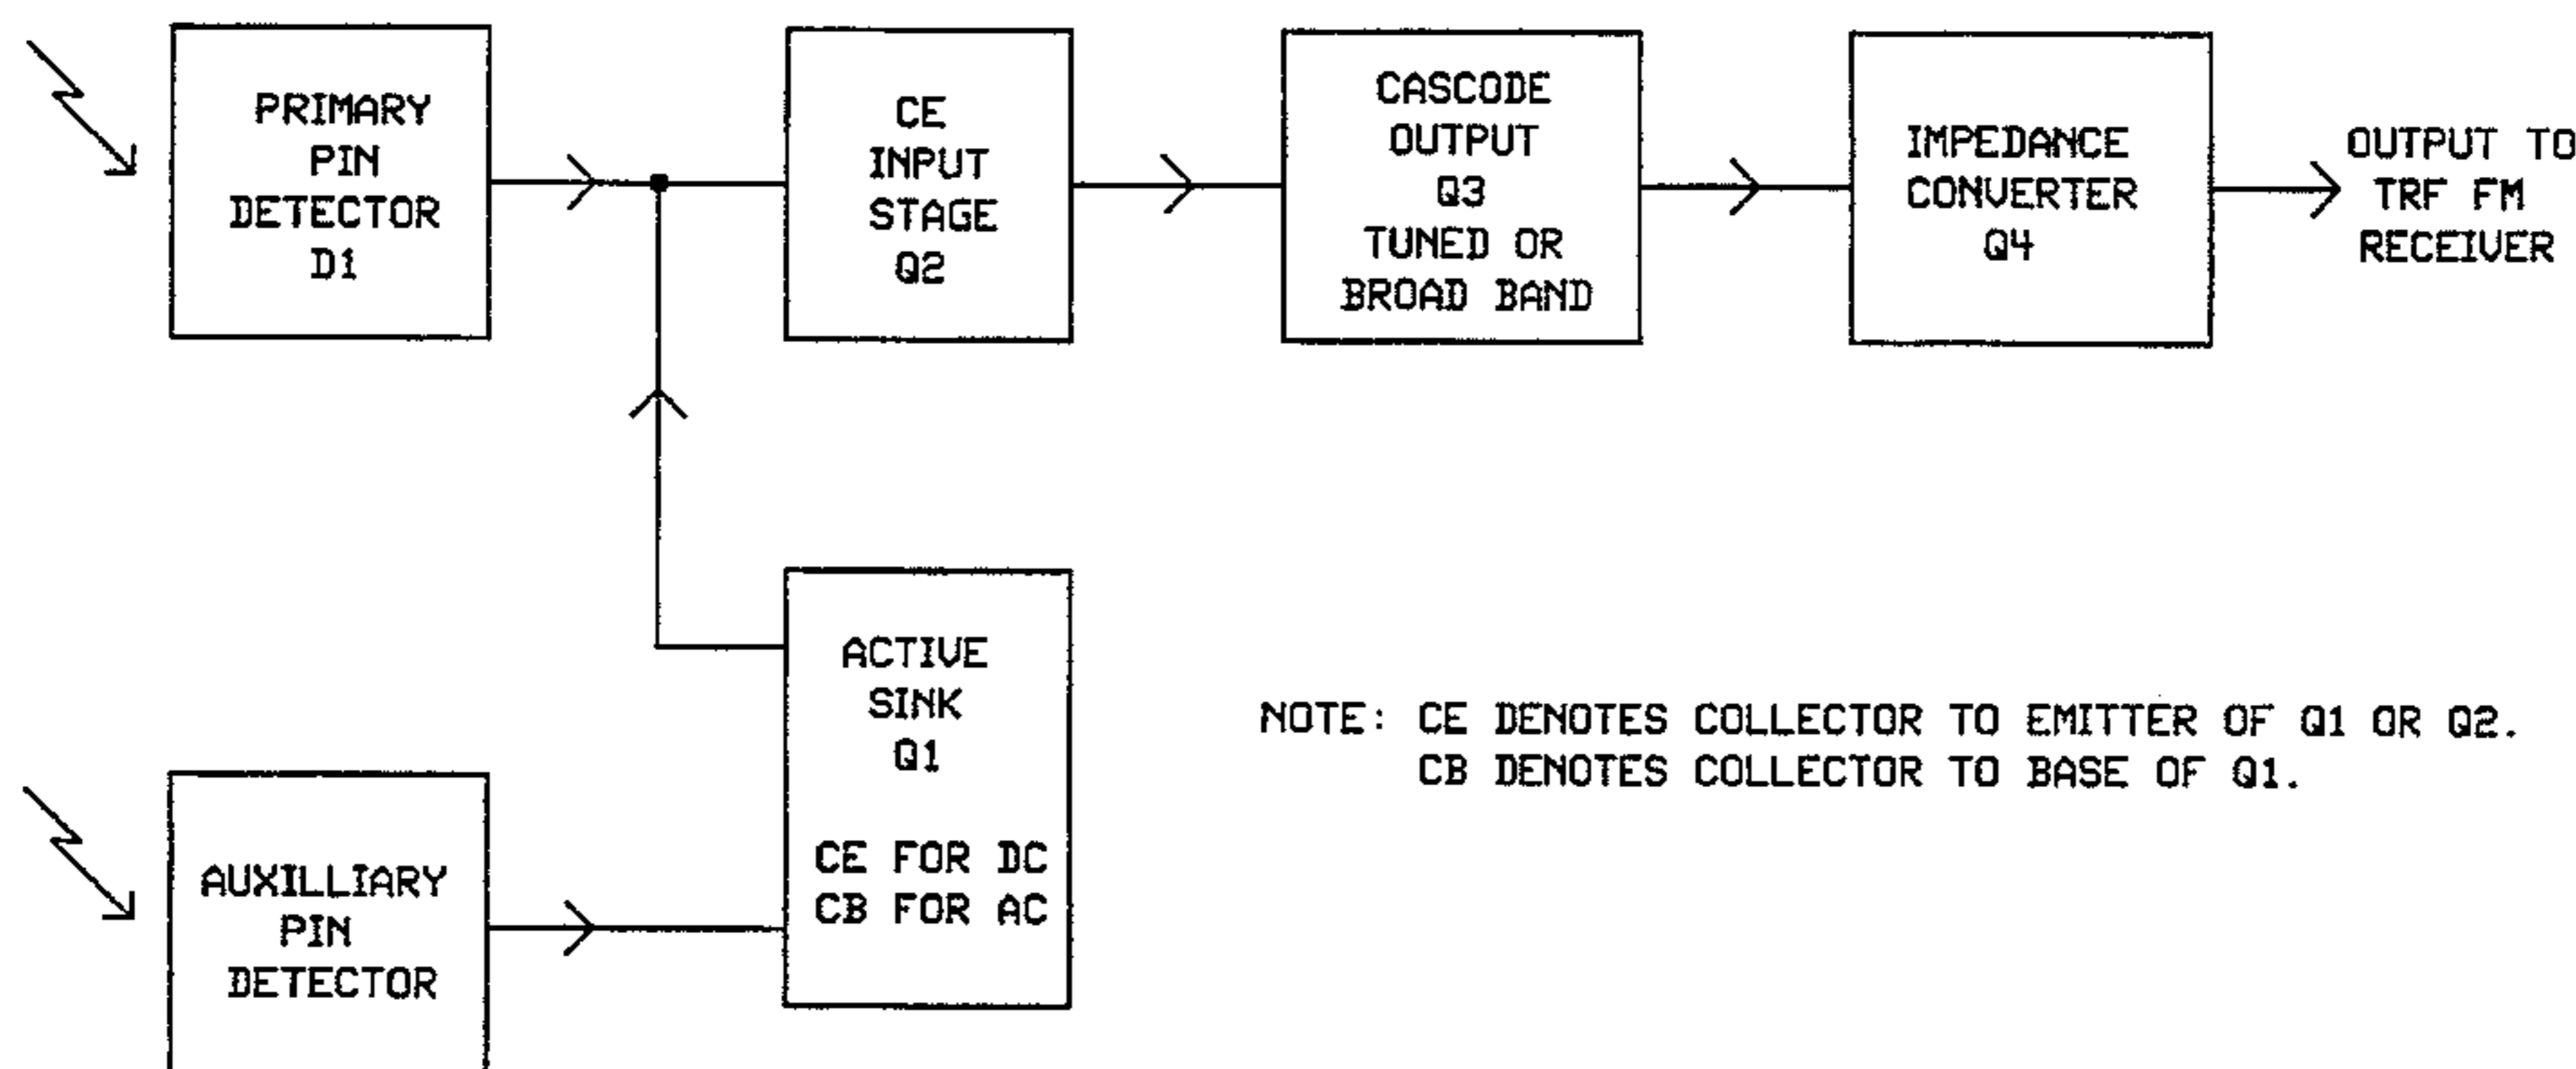 PRIMARY
PIN
DETECTOR
D1
CE
INPUT
STAGE
Q2
CASCODE
OUTPUT
Q3
TUNED OR
BROAD BAND
IMPEDANCE
CONVERTER
Q4
OUTPUT TO
TRF FM
RECEIVER
ACTIVE
SINK
Q1
CE FOR DC
CB FOR AC
AUXILLIARY
PIN
DETECTOR
NOTE: CE DENOTES COLLECTOR TO EMITTER OF Q1 OR Q2.
CB DENOTES COLLECTOR TO BASE OF Q1.